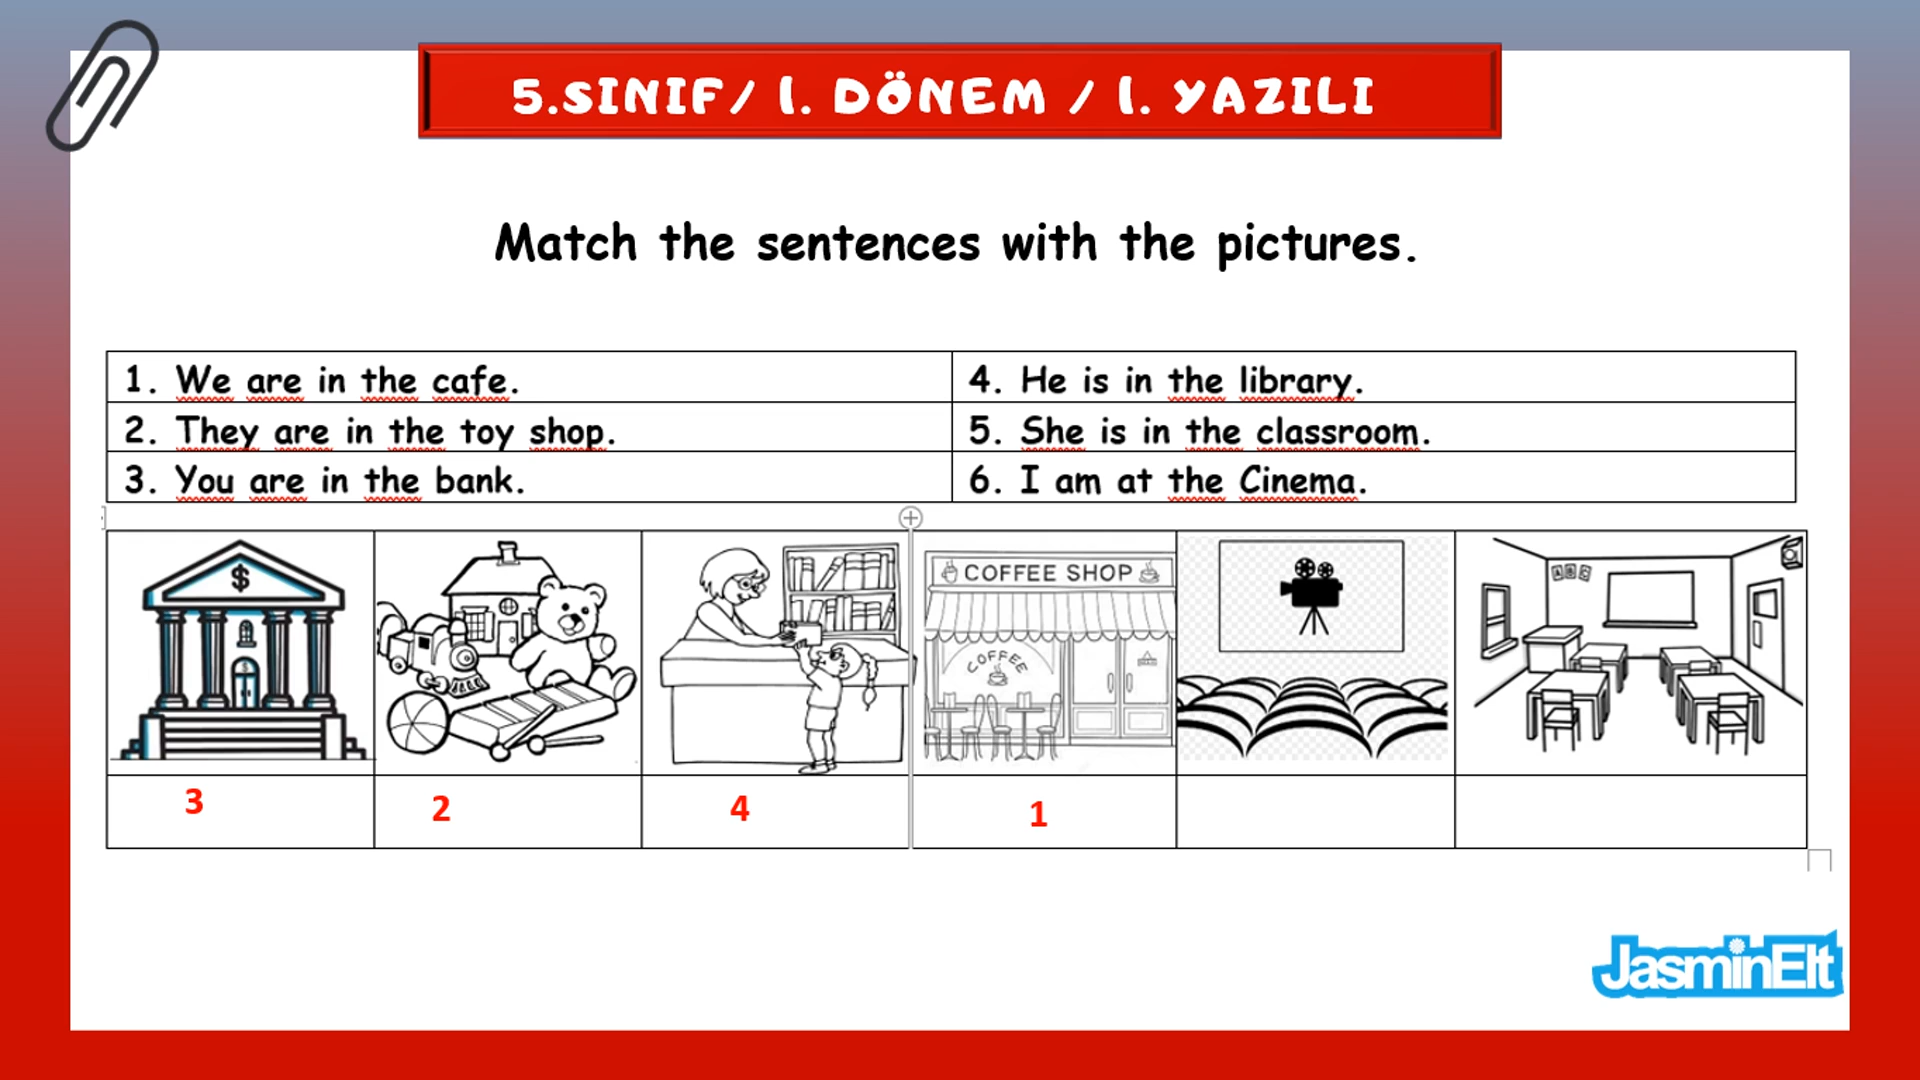 5.SINIF/ 1. DÖNEM / 1. YAZILI
Match the sentences with the pictures.
1. We are in the cafe.
4. He is in the library.
2. They are in the toy shop.
5. She is in the classroom.
3. You are in the bank.
6. I am at the Cinema.
$
COFFEE SHOP
COFFEE
A B C
3
2
4
1
JasminElt